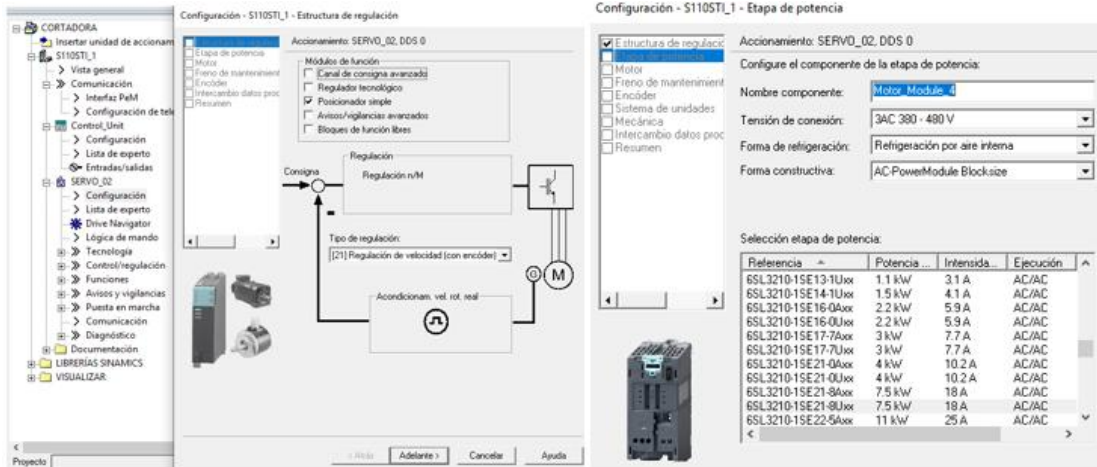 CORTADORA
Insertar unidad de accionam
S110STI_1
Vista general
Comunicación
Interfaz PeM
Configuración de tele
Control_Unit
Configuración
Lista de experto
Entradas/salidas
SERVO_02
Configuración
Lista de experto
Drive Navigator
Lógica de mando
Tecnología
Control/regulación
Funciones
Avisos y vigilancias
Puesta en marcha
Comunicación
Diagnóstico
Documentación
LIBRERÍAS SINAMICS
VISUALIZAR
Proyecto
Configuración - S110STI_1 - Estructura de regulación
Etapa de potencia
Motor
Freno de manteniment
Encóder
Intercambio datos proc
Resumen
Accionamiento: SERVO_02, DDS 0
Módulos de función
Canal de consigna avanzado
Regulador tecnológico
Posicionador simple
Avisos/vigilancias avanzados
Bloques de función libres
Regulación
Consigna
Regulación n/M
Tipo de regulación:
[21] Regulación de velocidad (con encóder)
G
M
Acondicionam. vel. rot. real
< Atrás
Adelante >
Cancelar
Ayuda
Configuración - S110STI_1 - Etapa de potencia
Estructura de regulació
Motor
Freno de mantenimient
Encóder
Sistema de unidades
Mecánica
Intercambio datos proc
Resumen
Accionamiento: SERVO_02, DDS 0
Configure el componente de la etapa de potencia:
Nombre componente: Motor_Module_4
Tensión de conexión: 3AC 380 - 480 V
Forma de refrigeración: Refrigeración por aire interna
Forma constructiva: AC-PowerModule Blocksize
Selección etapa de potencia:
Referencia Potencia ... Intensida... Ejecución
6SL3210-1SE13-1Uxx 1.1 kW 3.1 A AC/AC
6SL3210-1SE14-1Uxx 1.5 kW 4.1 A AC/AC
6SL3210-1SE16-0Axx 2.2 kW 5.9 A AC/AC
6SL3210-1SE16-0Uxx 2.2 kW 5.9 A AC/AC
6SL3210-1SE17-7Axx 3 kW 7.7 A AC/AC
6SL3210-1SE17-7Uxx 3 kW 7.7 A AC/AC
6SL3210-1SE21-0Axx 4 kW 10.2 A AC/AC
6SL3210-1SE21-0Uxx 4 kW 10.2 A AC/AC
6SL3210-1SE21-8Axx 7.5 kW 18 A AC/AC
6SL3210-1SE21-8Uxx 7.5 kW 18 A AC/AC
6SL3210-1SE22-5Axx 11 kW 25 A AC/AC